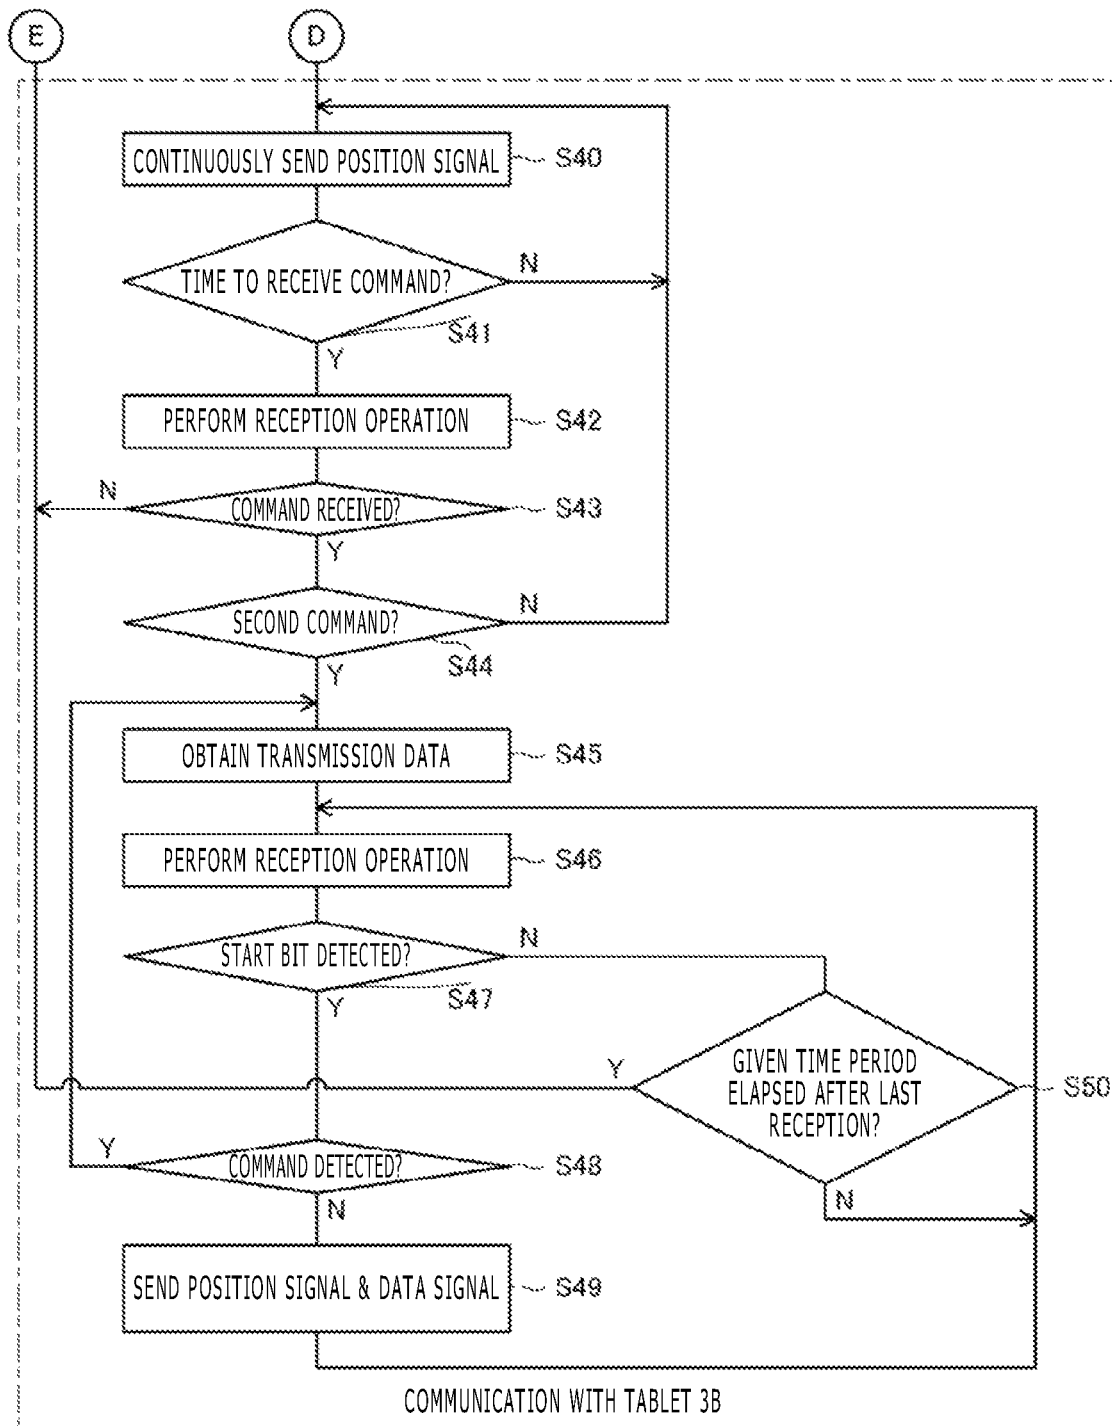 E
D
CONTINUOUSLY SEND POSITION SIGNAL
S40
TIME TO RECEIVE COMMAND?
N
S41
Y
PERFORM RECEPTION OPERATION
S42
N
COMMAND RECEIVED?
S43
Y
SECOND COMMAND?
N
S44
Y
OBTAIN TRANSMISSION DATA
S45
PERFORM RECEPTION OPERATION
S46
START BIT DETECTED?
N
S47
Y
GIVEN TIME PERIOD
ELAPSED AFTER LAST
RECEPTION?
Y
S50
N
Y
COMMAND DETECTED?
S48
N
SEND POSITION SIGNAL & DATA SIGNAL
S49
COMMUNICATION WITH TABLET 3B